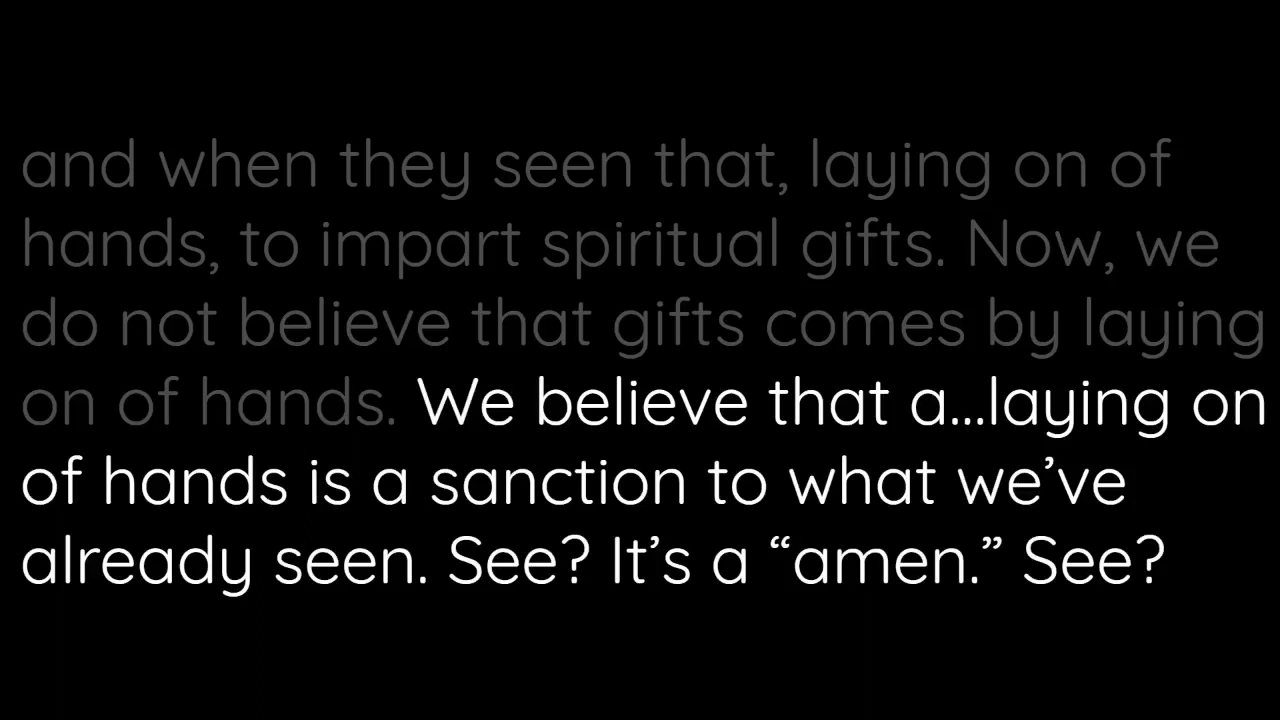 and when they seen that, laying on of
hands, to impart spiritual gifts. Now, we
do not believe that gifts comes by laying
on of hands. We believe that a...laying on
of hands is a sanction to what we’ve
already seen. See? It’s a “amen.” See?